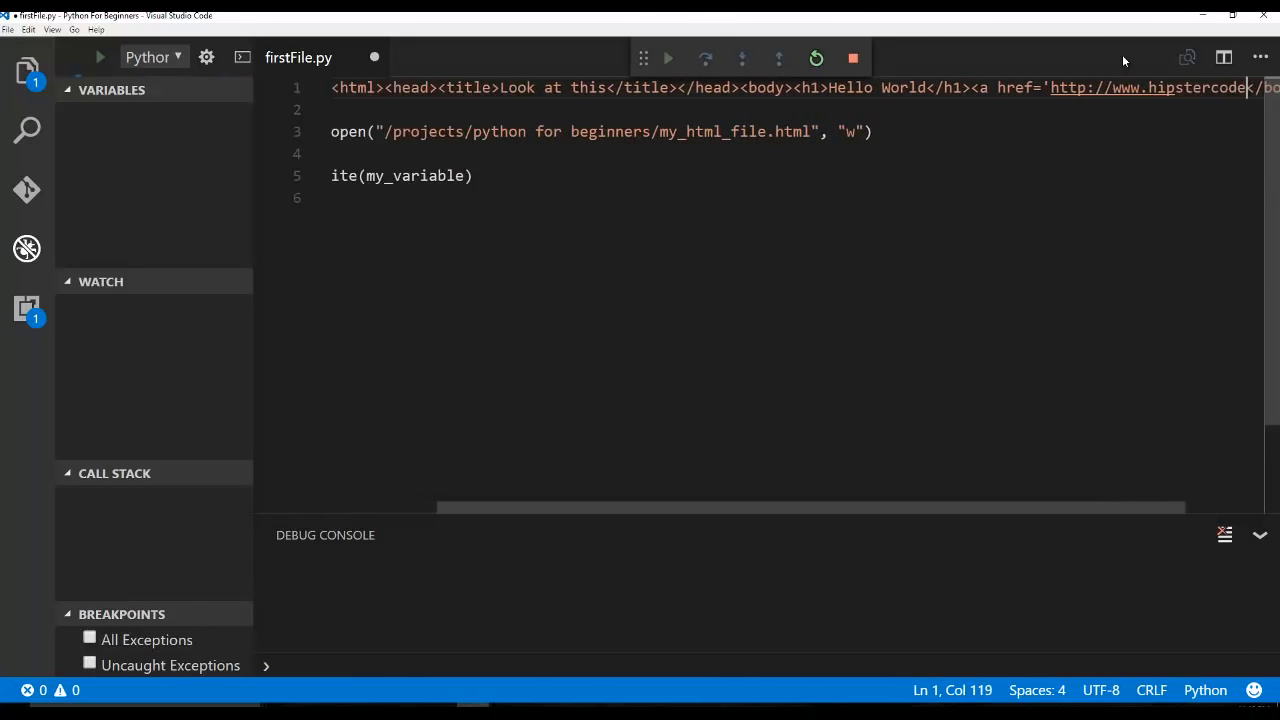 firstFile.py - Python For Beginners - Visual Studio Code
File Edit View Go Help
Python
firstFile.py
1
VARIABLES
1 <html><head><title>Look at this</title></head><body><h1>Hello World</h1><a href='http://www.hipstercode</bo
2
3 open("/projects/python for beginners/my_html_file.html", "w")
4
5 ite(my_variable)
6
WATCH
1
CALL STACK
DEBUG CONSOLE
BREAKPOINTS
All Exceptions
Uncaught Exceptions
0 0 Ln 1, Col 119 Spaces: 4 UTF-8 CRLF Python